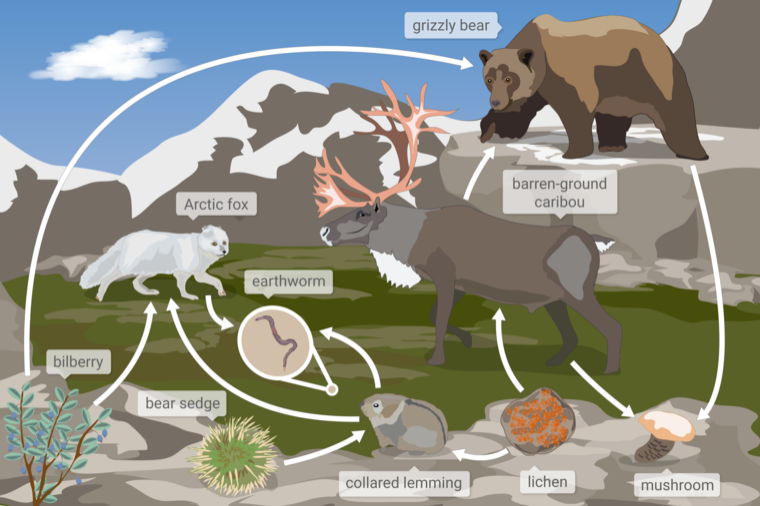 grizzly bear
barren-ground
caribou
Arctic fox
earthworm
bilberry
bear sedge
collared lemming
lichen
mushroom